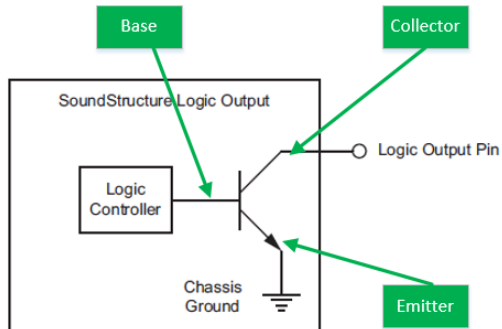 Base
Collector
SoundStructure Logic Output
Logic Output Pin
Logic
Controller
Chassis
Ground
Emitter